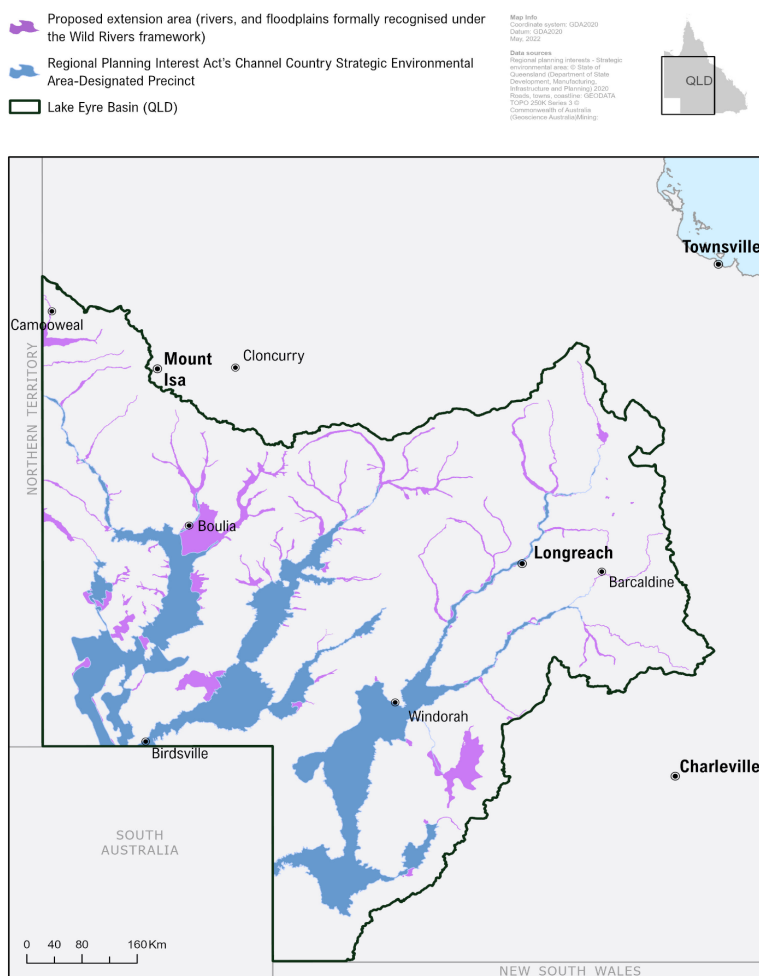 Proposed extension area (rivers, and floodplains formally recognised under
the Wild Rivers framework)
Regional Planning Interest Act's Channel Country Strategic Environmental
Area-Designated Precinct
Lake Eyre Basin (QLD)
Map Info
Coordinate system: GDA2020
Datum: GDA2020
May, 2022
Data sources
Regional planning interests - Strategic
environmental area: © State of
Queensland (Department of State
Development, Manufacturing,
Infrastructure and Planning) 2020
Roads, towns, coastline: GEODATA
TOPO 250K Series 3 ©
Commonwealth of Australia
(Geoscience Australia)Mining:
QLD
Townsville
Camooweal
Mount
Isa
Cloncurry
NORTHERN TERRITORY
Boulia
Longreach
Barcaldine
Windorah
Birdsville
Charleville
SOUTH
AUSTRALIA
0 40 80 160 Km
NEW SOUTH WALES